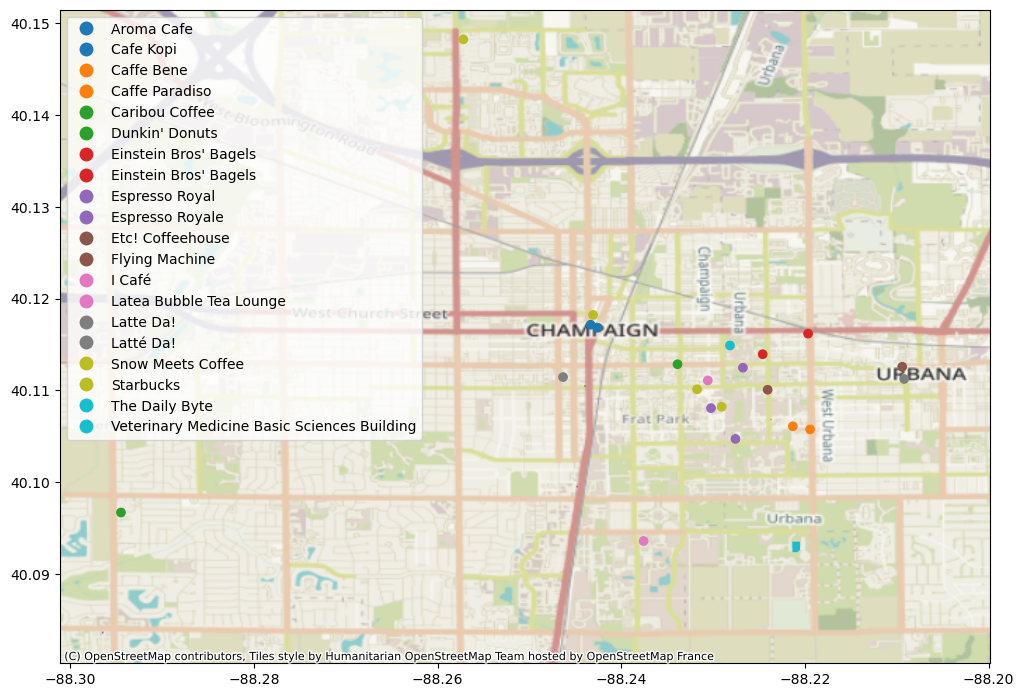 40.15
40.14
40.13
40.12
40.11
40.10
40.09
Aroma Cafe
Cafe Kopi
Caffe Bene
Caffe Paradiso
Caribou Coffee
Dunkin' Donuts
Einstein Bros' Bagels
Einstein Bros' Bagels
Espresso Royal
Espresso Royale
Etc! Coffeehouse
Flying Machine
I Café
Latea Bubble Tea Lounge
Latte Da!
Latté Da!
Snow Meets Coffee
Starbucks
The Daily Byte
Veterinary Medicine Basic Sciences Building
West Bloomington Road
West Church Street
Urbana
Champaign
Urbana
CHAMPAIGN
URBANA
Frat Park
West Urbana
Urbana
(C) OpenStreetMap contributors, Tiles style by Humanitarian OpenStreetMap Team hosted by OpenStreetMap France
−88.30
−88.28
−88.26
−88.24
−88.22
−88.20